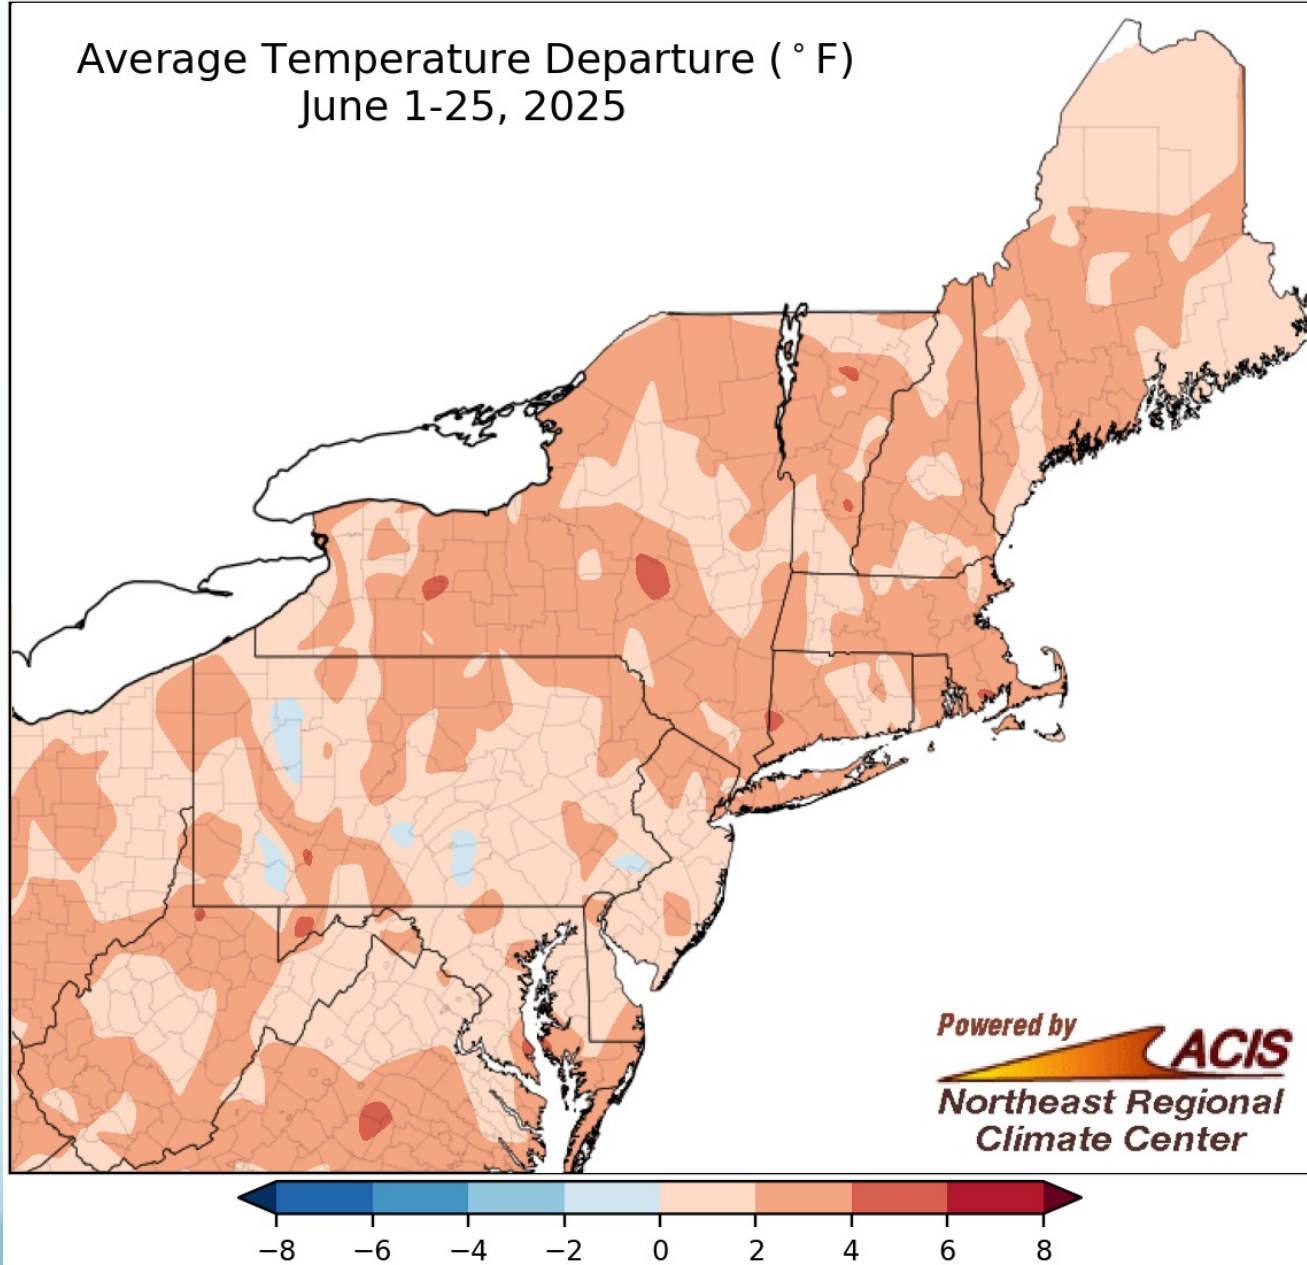 Average Temperature Departure (°F)
June 1-25, 2025
Powered by
ACIS
Northeast Regional
Climate Center
−8 −6 −4 −2 0 2 4 6 8